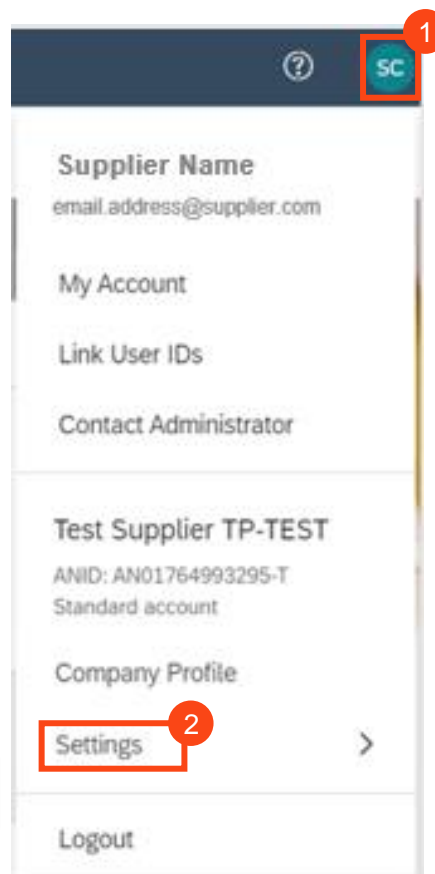 1
?
SC
Supplier Name
email.address@supplier.com
My Account
Link User IDs
Contact Administrator
Test Supplier TP-TEST
ANID: AN01764993295-T
Standard account
Company Profile
2
Settings
Logout